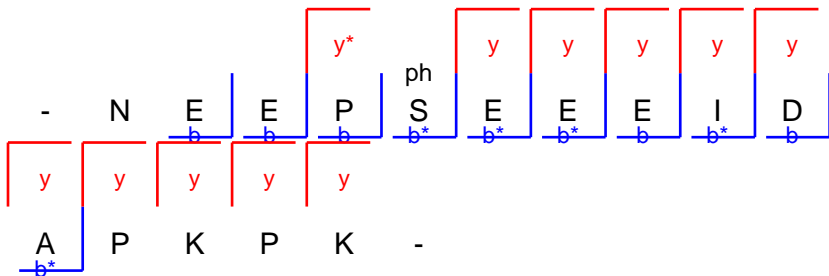 y* y y y y y
ph
- N E E P S E E E I D
b b b b* b* b* b b* b
y y y y y
A P K P K -
b*